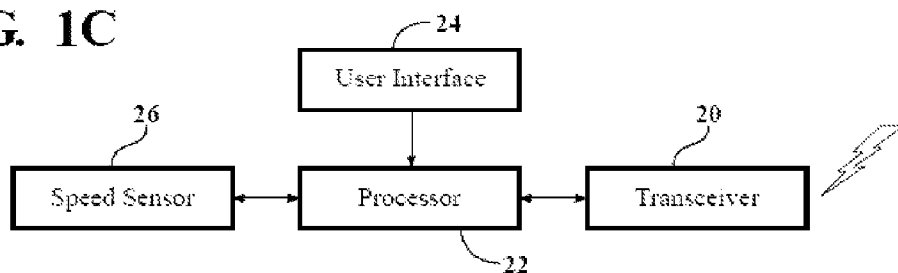 G. 1C
24
User Interface
26
20
Speed Sensor
Processor
Transceiver
22